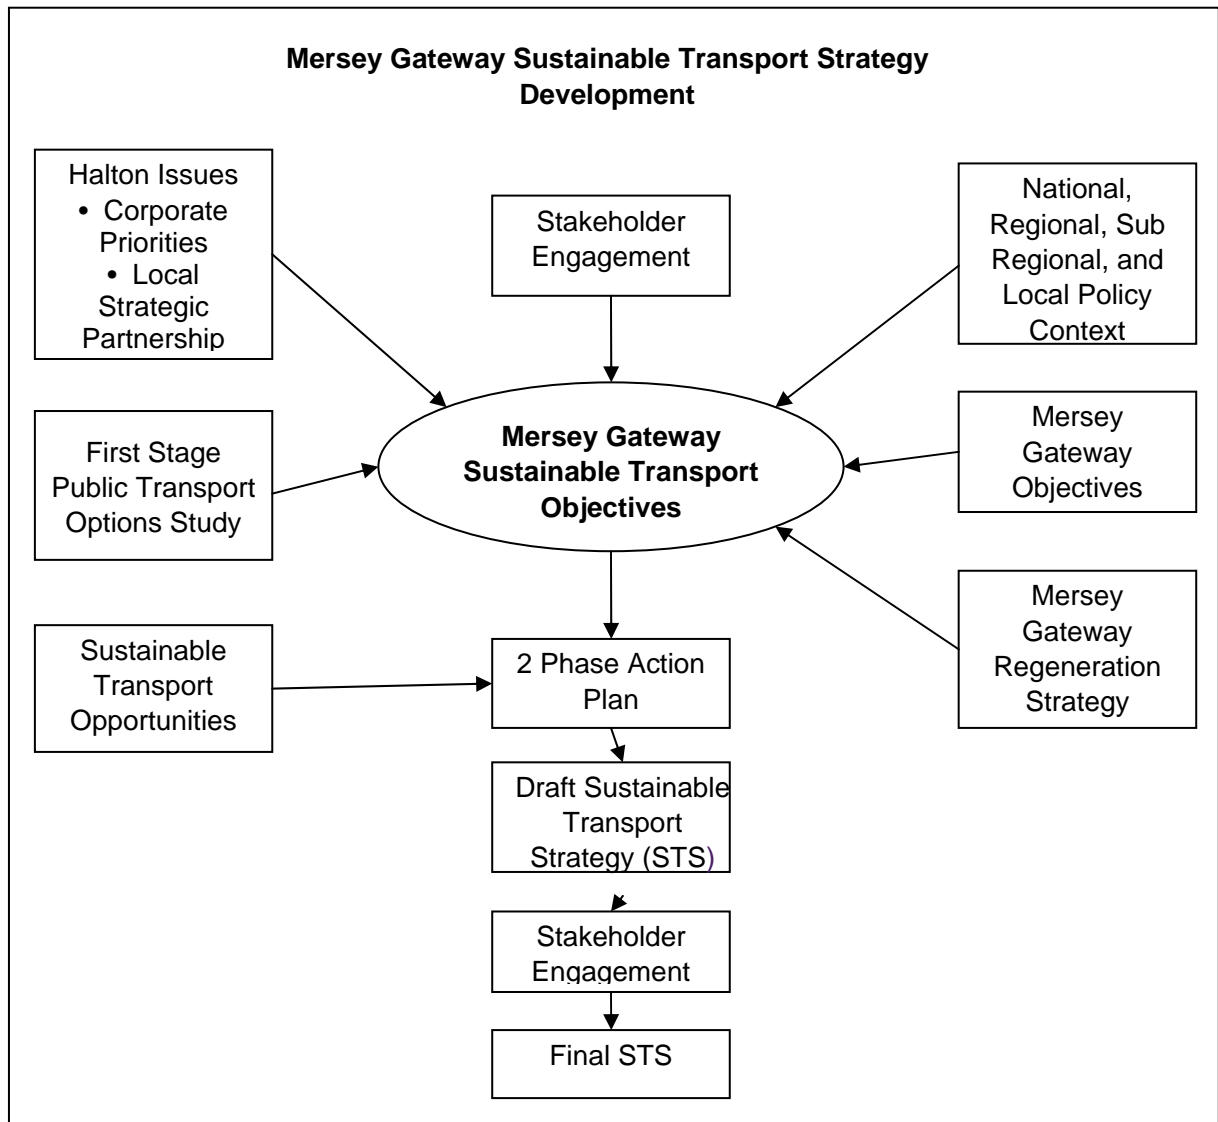 Mersey Gateway Sustainable Transport Strategy
Development
Halton Issues
• Corporate
Priorities
• Local
Strategic
Partnership
Stakeholder
Engagement
National,
Regional, Sub
Regional, and
Local Policy
Context
First Stage
Public Transport
Options Study
Mersey Gateway
Sustainable Transport
Objectives
Mersey
Gateway
Objectives
Sustainable
Transport
Opportunities
2 Phase Action
Plan
Mersey
Gateway
Regeneration
Strategy
Draft Sustainable
Transport
Strategy (STS)
Stakeholder
Engagement
Final STS